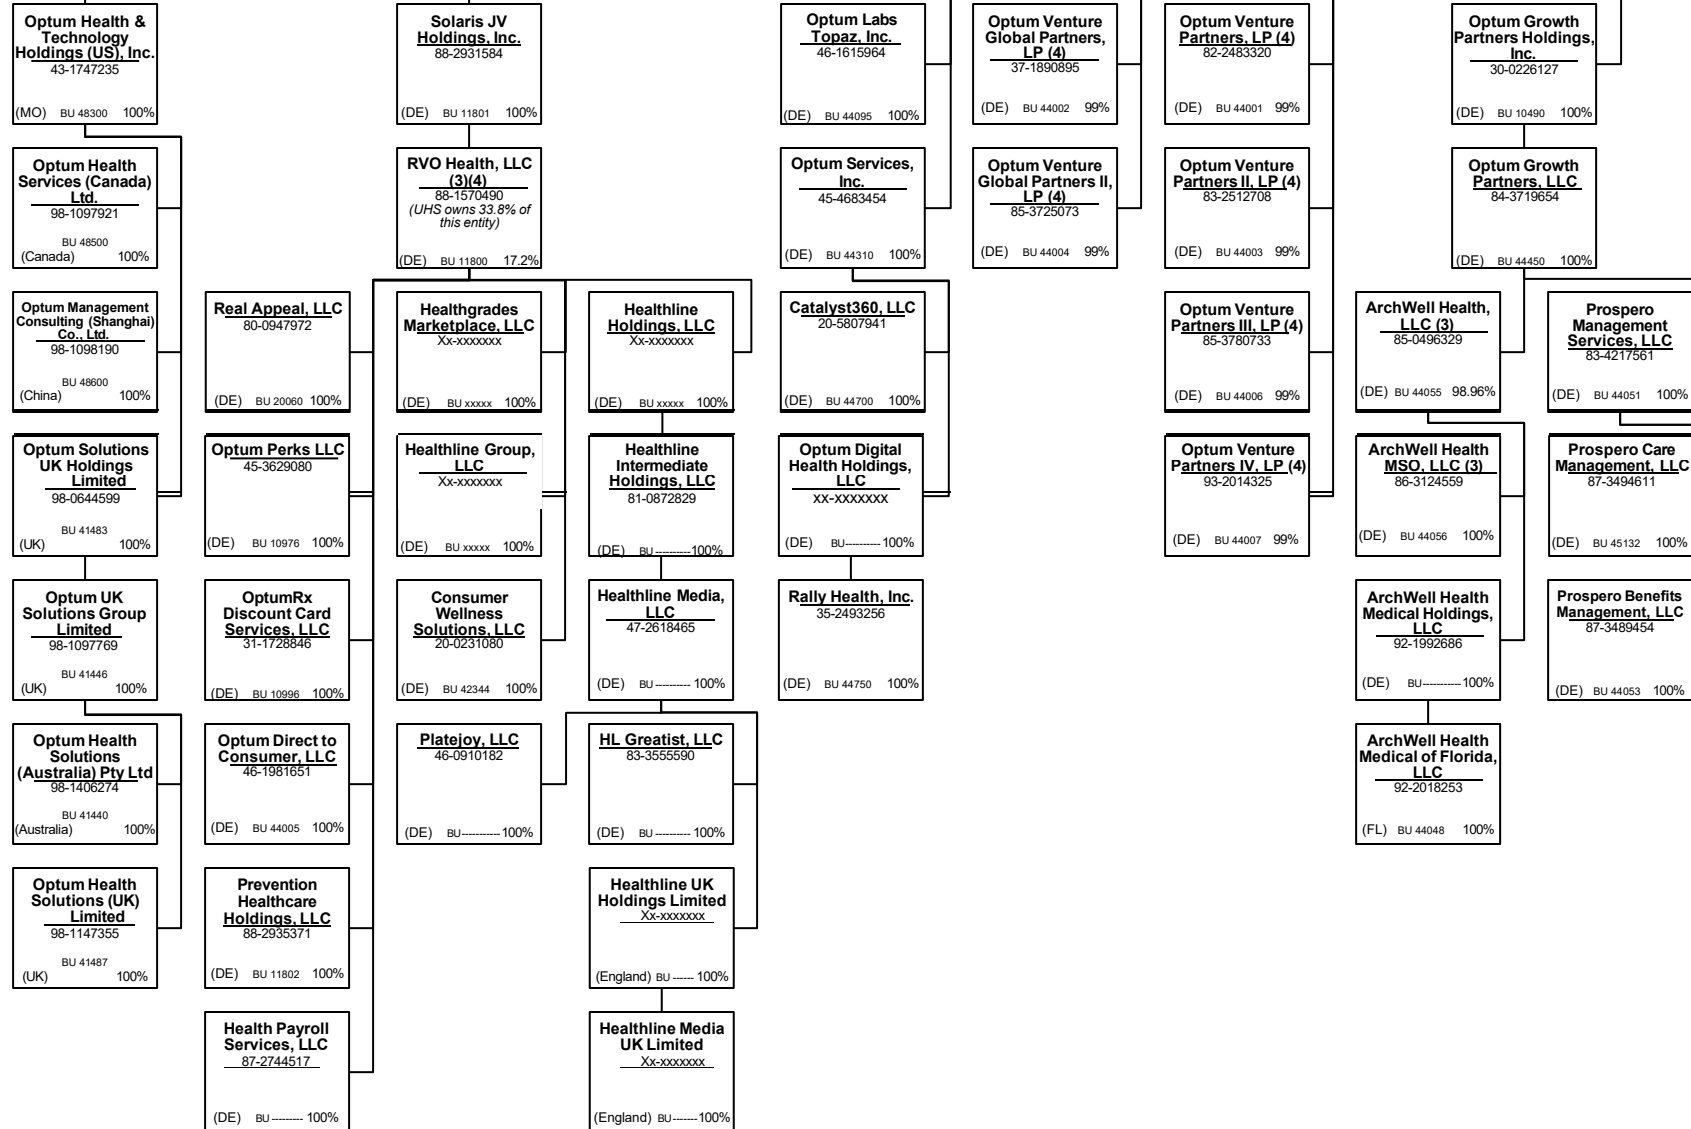 Optum Health &
Technology
Holdings (US), Inc.
43-1747235
(MO) BU 48300 100%
Solaris JV
Holdings, Inc.
88-2931584
(DE) BU 11801 100%
Optum Labs
Topaz, Inc.
46-1615964
(DE) BU 44095 100%
Optum Venture
Global Partners,
LP (4)
37-1890895
(DE) BU 44002 99%
Optum Venture
Partners, LP (4)
82-2483320
(DE) BU 44001 99%
Optum Growth
Partners Holdings,
Inc.
30-0226127
(DE) BU 10490 100%
Optum Health
Services (Canada)
Ltd.
98-1097921
BU 48500
(Canada) 100%
RVO Health, LLC
(3)(4)
88-1570490
(UHS owns 33.8% of
this entity)
(DE) BU 11800 17.2%
Optum Services,
Inc.
45-4683454
(DE) BU 44310 100%
Optum Venture
Global Partners II,
LP (4)
85-3725073
(DE) BU 44004 99%
Optum Venture
Partners II, LP (4)
83-2512708
(DE) BU 44003 99%
Optum Growth
Partners, LLC
84-3719654
(DE) BU 44450 100%
Optum Management
Consulting (Shanghai)
Co., Ltd.
98-1098190
BU 48600
(China) 100%
Real Appeal, LLC
80-0947972
(DE) BU 20060 100%
Healthgrades
Marketplace, LLC
Xx-xxxxxxx
(DE) BU xxxxx 100%
Healthline
Holdings, LLC
Xx-xxxxxxx
(DE) BU xxxxx 100%
Catalyst360, LLC
20-5807941
(DE) BU 44700 100%
Optum Venture
Partners III, LP (4)
85-3780733
(DE) BU 44006 99%
ArchWell Health,
LLC (3)
85-0496329
(DE) BU 44055 98.96%
Prospero
Management
Services, LLC
83-4217561
(DE) BU 44051 100%
Optum Solutions
UK Holdings
Limited
98-0644599
BU 41483
(UK) 100%
Optum Perks LLC
45-3629080
(DE) BU 10976 100%
Healthline Group,
LLC
Xx-xxxxxxx
(DE) BU xxxxx 100%
Healthline
Intermediate
Holdings, LLC
81-0872829
(DE) BU ---------- 100%
Optum Digital
Health Holdings,
LLC
xx-xxxxxxx
(DE) BU---------- 100%
Optum Venture
Partners IV, LP (4)
93-2014325
(DE) BU 44007 99%
ArchWell Health
MSO, LLC (3)
86-3124559
(DE) BU 44056 100%
Prospero Care
Management, LLC
87-3494611
(DE) BU 45132 100%
Optum UK
Solutions Group
Limited
98-1097769
BU 41446
(UK) 100%
OptumRx
Discount Card
Services, LLC
31-1728846
(DE) BU 10996 100%
Consumer
Wellness
Solutions, LLC
20-0231080
(DE) BU 42344 100%
Healthline Media,
LLC
47-2618465
(DE) BU ---------- 100%
Rally Health, Inc.
35-2493256
(DE) BU 44750 100%
ArchWell Health
Medical Holdings,
LLC
92-1992686
(DE) BU----------- 100%
Prospero Benefits
Management, LLC
87-3489454
(DE) BU 44053 100%
Optum Health
Solutions
(Australia) Pty Ltd
98-1406274
BU 41440
(Australia) 100%
Optum Direct to
Consumer, LLC
46-1981651
(DE) BU 44005 100%
Platejoy, LLC
46-0910182
(DE) BU----------- 100%
HL Greatist, LLC
83-3555590
(DE) BU ---------- 100%
ArchWell Health
Medical of Florida,
LLC
92-2018253
(FL) BU 44048 100%
Optum Health
Solutions (UK)
Limited
98-1147355
BU 41487
(UK) 100%
Prevention
Healthcare
Holdings, LLC
88-2935371
(DE) BU 11802 100%
Healthline UK
Holdings Limited
Xx-xxxxxxx
(England) BU ------ 100%
Health Payroll
Services, LLC
87-2744517
(DE) BU --------- 100%
Healthline Media
UK Limited
Xx-xxxxxxx
(England) BU-------100%